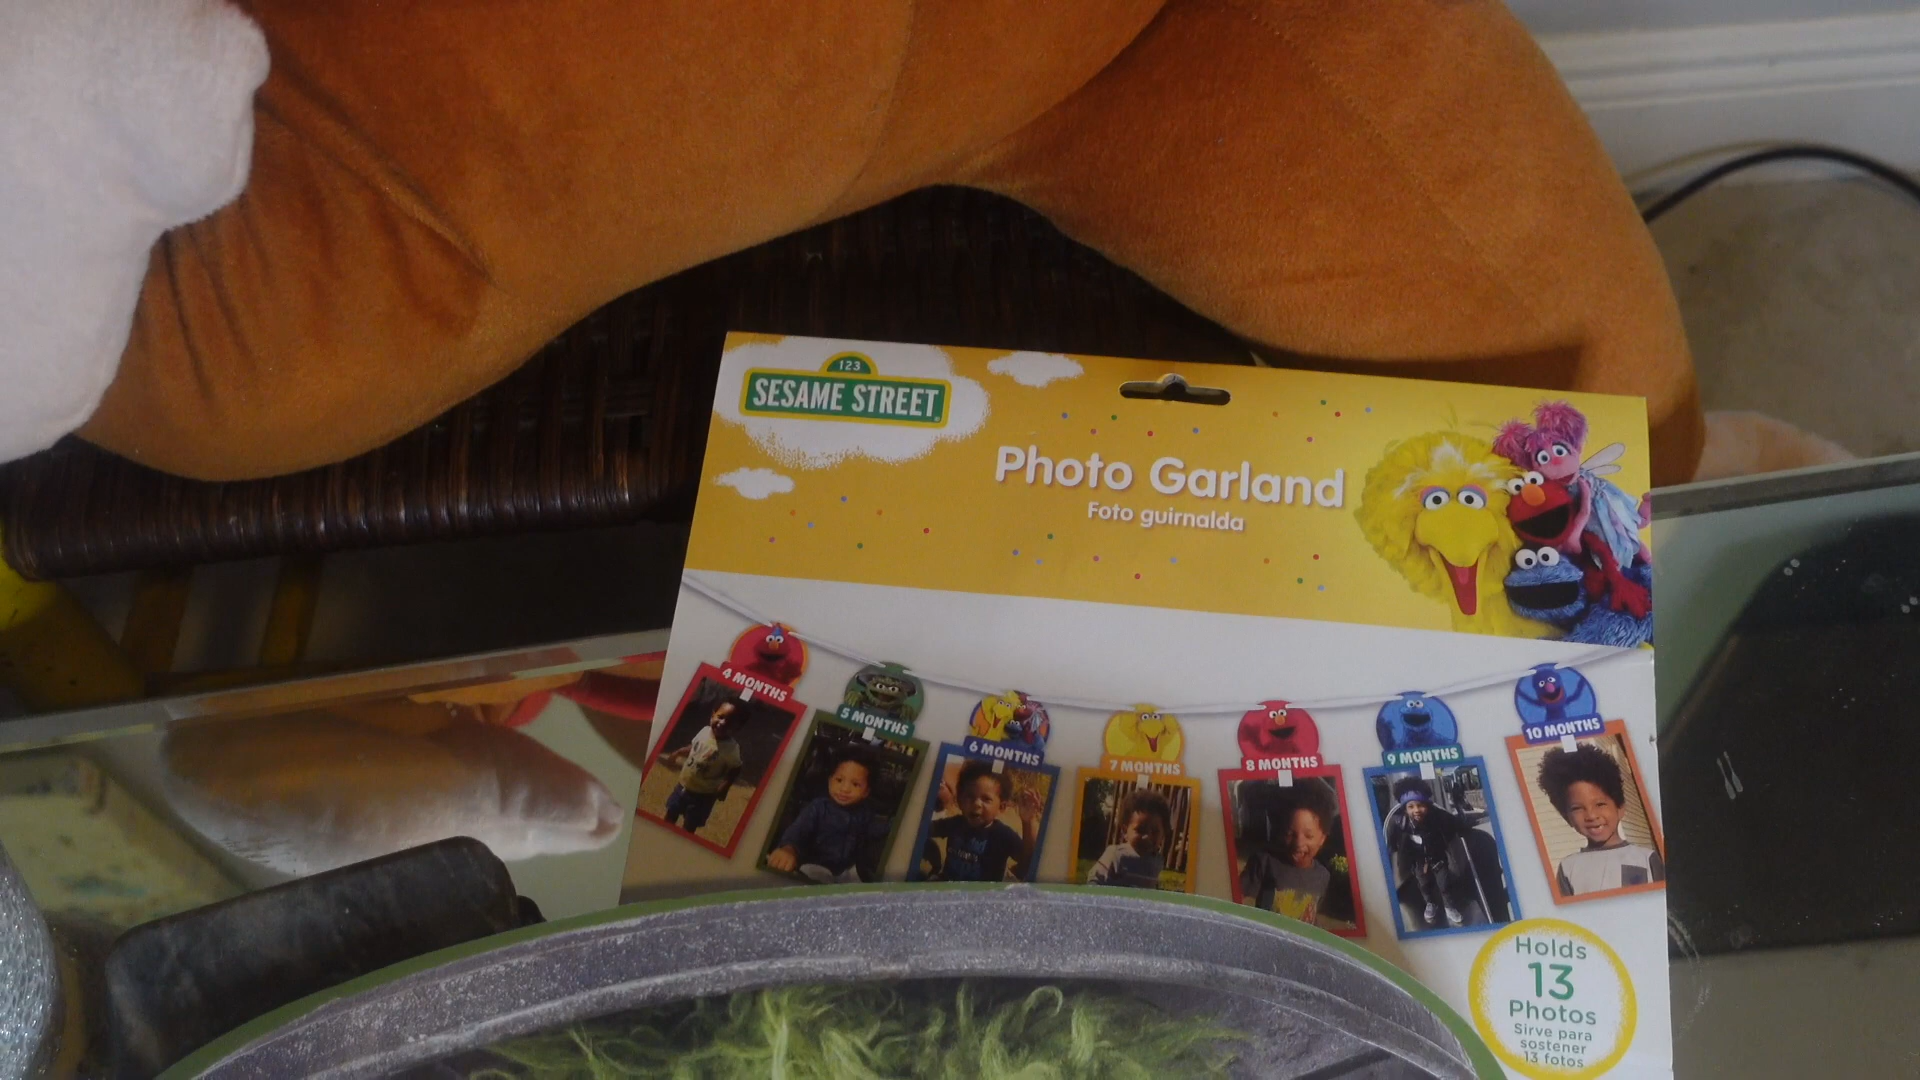 123
SESAME STREET
Photo Garland
Foto guirnalda
4 MONTHS
5 MONTHS
6 MONTHS
7 MONTHS
8 MONTHS
9 MONTHS
10 MONTHS
Holds
13
Photos
Sirve para
sostener
13 fotos